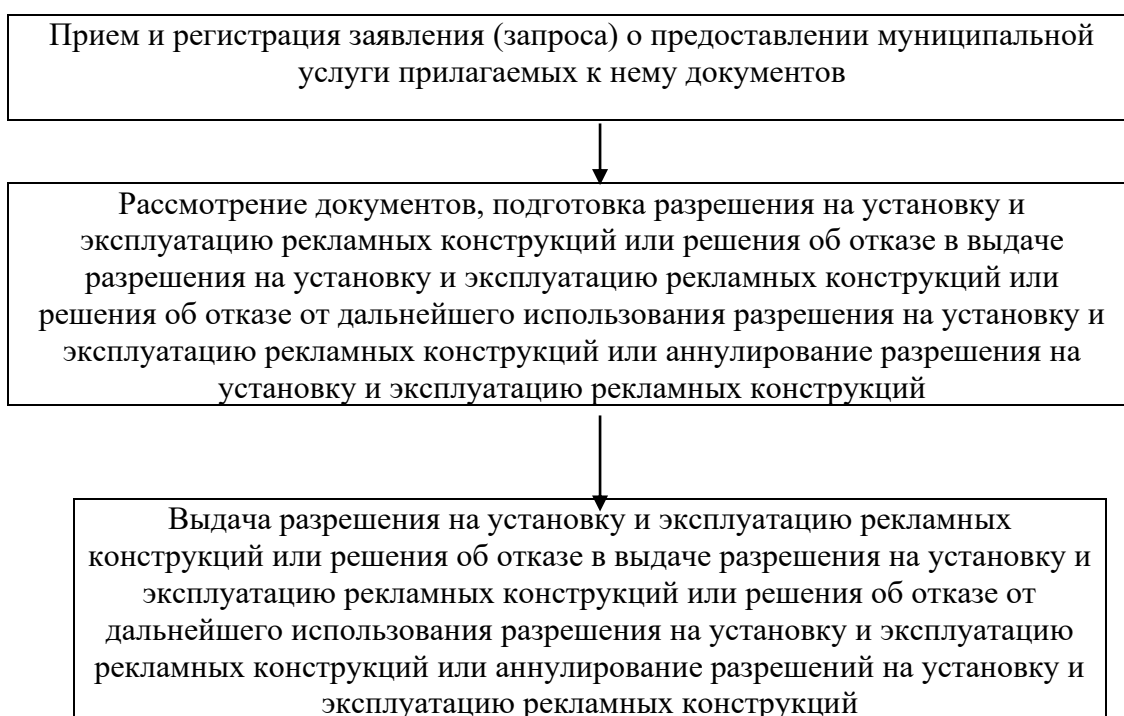 Прием и регистрация заявления (запроса) о предоставлении муниципальной
услуги прилагаемых к нему документов
Рассмотрение документов, подготовка разрешения на установку и
эксплуатацию рекламных конструкций или решения об отказе в выдаче
разрешения на установку и эксплуатацию рекламных конструкций или
решения об отказе от дальнейшего использования разрешения на установку и
эксплуатацию рекламных конструкций или аннулирование разрешения на
установку и эксплуатацию рекламных конструкций
Выдача разрешения на установку и эксплуатацию рекламных
конструкций или решения об отказе в выдаче разрешения на установку и
эксплуатацию рекламных конструкций или решения об отказе от
дальнейшего использования разрешения на установку и эксплуатацию
рекламных конструкций или аннулирование разрешений на установку и
эксплуатацию рекламных конструкций